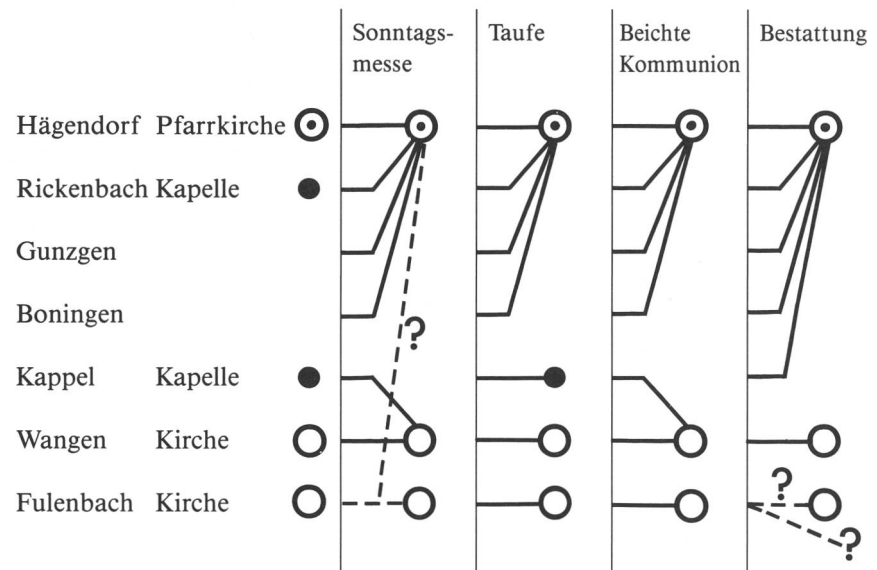 Sonntags- Taufe Beichte Bestattung
messe Kommunion
Hägendorf Pfarrkirche
Rickenbach Kapelle
Gunzgen
Boningen
?
Kappel Kapelle
Wangen Kirche
?
Fulenbach Kirche
?